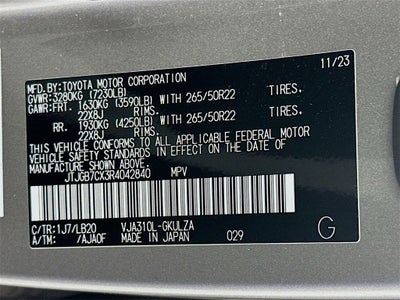 MFD.BY:TOYOTA MOTOR CORPORATION 11/23
GVWR:3280KG (7230LB)
GAWR:FRT. 1630KG (3590LB) WITH 265/50R22 TIRES.
22X8J RIMS.
RR. 1930KG (4250LB) WITH 265/50R22 TIRES.
22X8J RIMS.
THIS VEHICLE CONFORMS TO ALL APPLICABLE FEDERAL MOTOR
VEHICLE SAFETY STANDARDS IN EFFECT ON THE DATE OF
MANUFACTURE SHOWN ABOVE.
JTJGB7CX3R4042840 MPV
C/TR:1J7/LB20 VJA310L-GKULZA
A/TM: /AJA0F MADE IN JAPAN 029 G